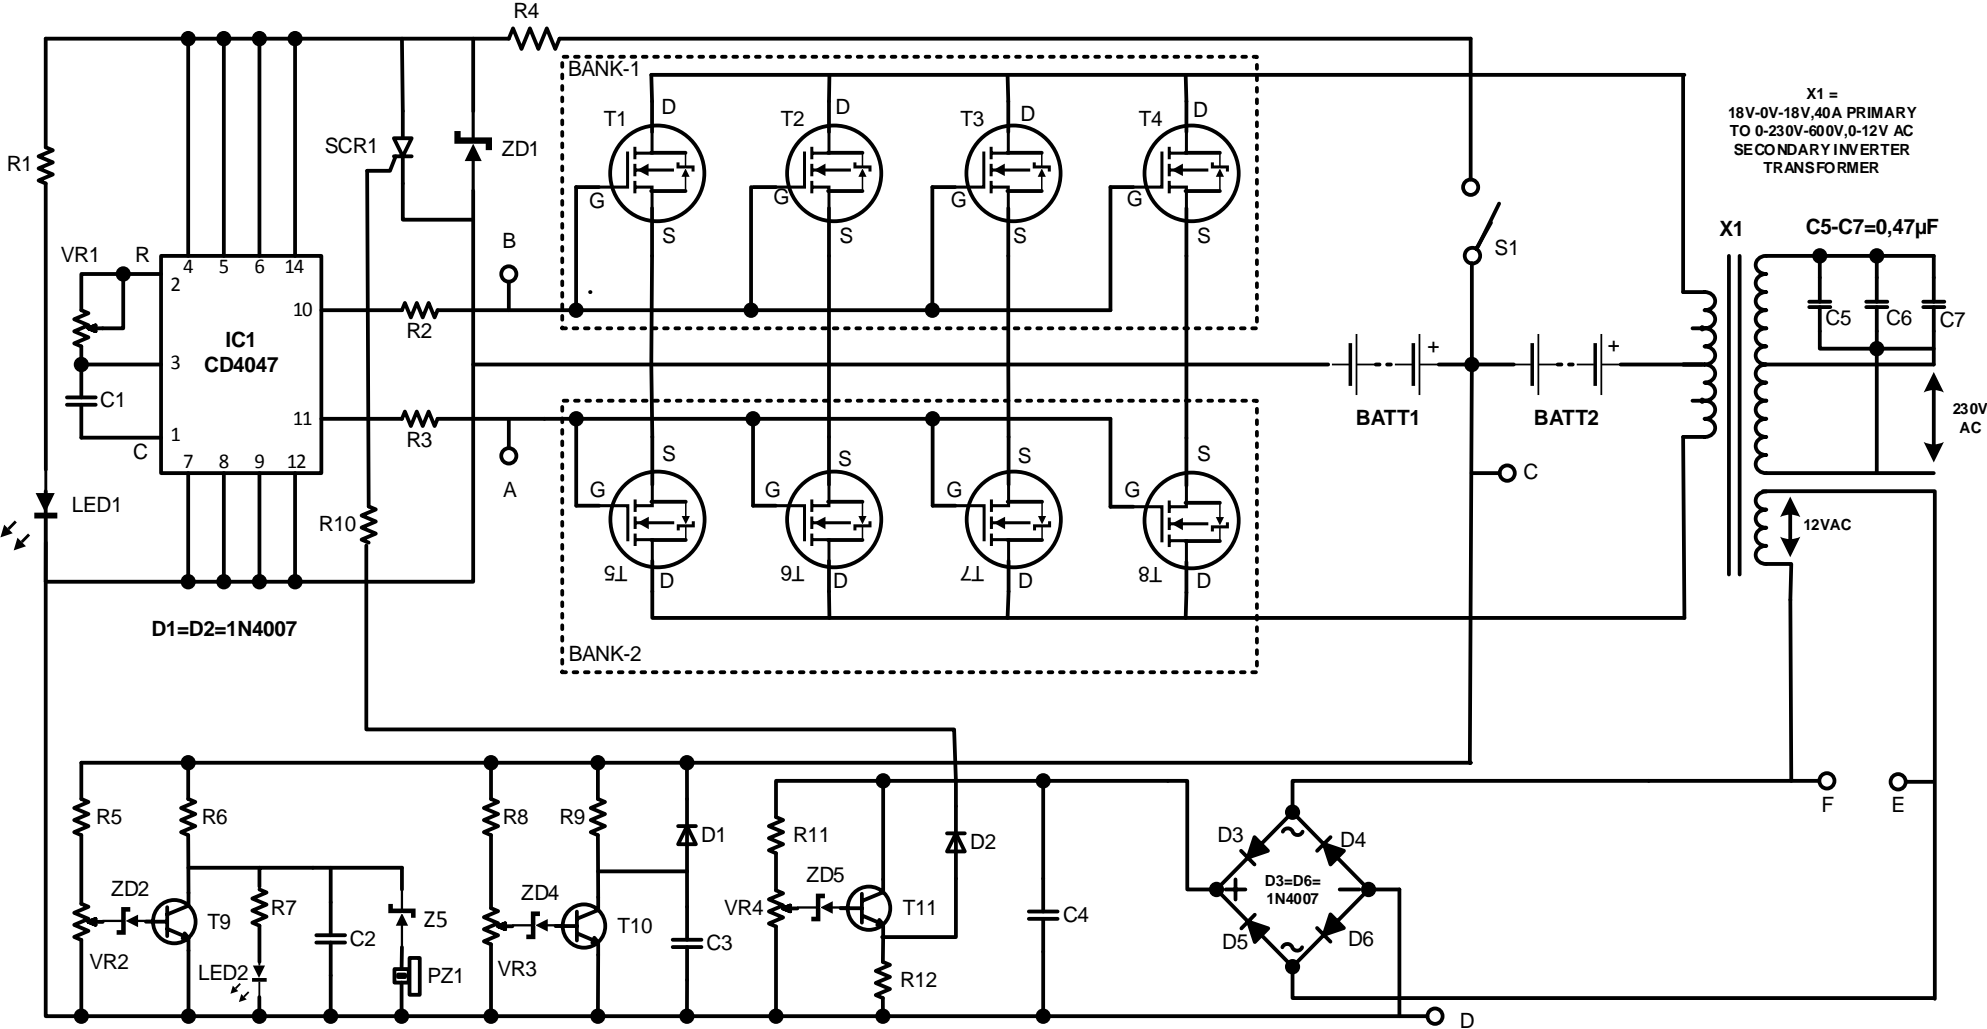 R4
BANK-1
X1 =
18V-0V-18V,40A PRIMARY
TO 0-230V-600V,0-12V AC
SECONDARY INVERTER
TRANSFORMER
D D D D
T1 T2 T3 T4
R1 SCR1 ZD1
G G G G
S S S S
B
S1
X1
C5-C7=0,47µF
VR1 R 4 5 6 14
2
10
R2
IC1
CD4047
3
C1
11
R3
1
C
7 8 9 12
C5 C6 C7
+ +
BATT1 BATT2
230V
AC
A
S S S S
G G G G
C
LED1
R10
12VAC
T5 T6 T7 T8
D D D D
D1=D2=1N4007
BANK-2
R5 R6 R8 R9 D1 R11 D2
F E
D3 D4
ZD2 ZD4 ZD5
+ D3=D6= −
1N4007
T9 R7 Z5 T10 VR4 T11 C4
C2 C3
D5 D6
VR2 LED2 PZ1 VR3 R12
D